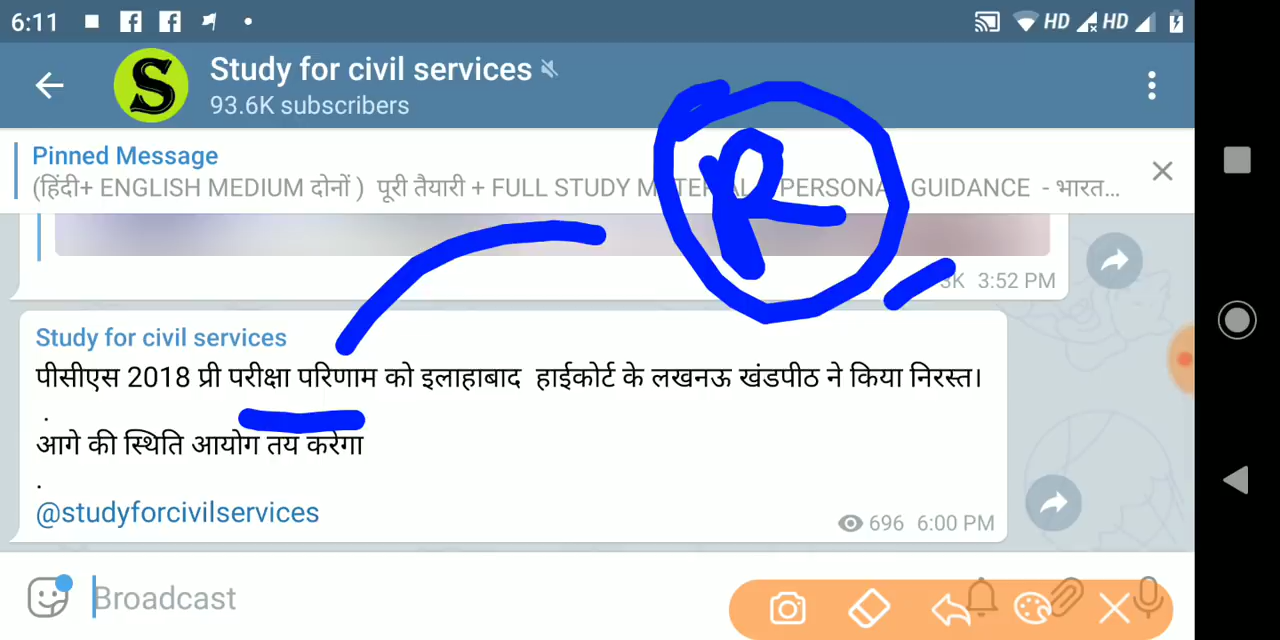 6:11 HD HD
S Study for civil services
93.6K subscribers
Pinned Message
(हिंदी+ ENGLISH MEDIUM दोनों ) पूरी तैयारी + FULL STUDY GUIDANCE - भारत...
R
3:52 PM
Study for civil services
पीसीएस 2018 प्री परीक्षा परिणाम को इलाहाबाद हाईकोर्ट के लखनऊ खंडपीठ ने किया निरस्त।
.
आगे की स्थिति आयोग तय करेगा
.
@studyforcivilservices
696 6:00 PM
Broadcast